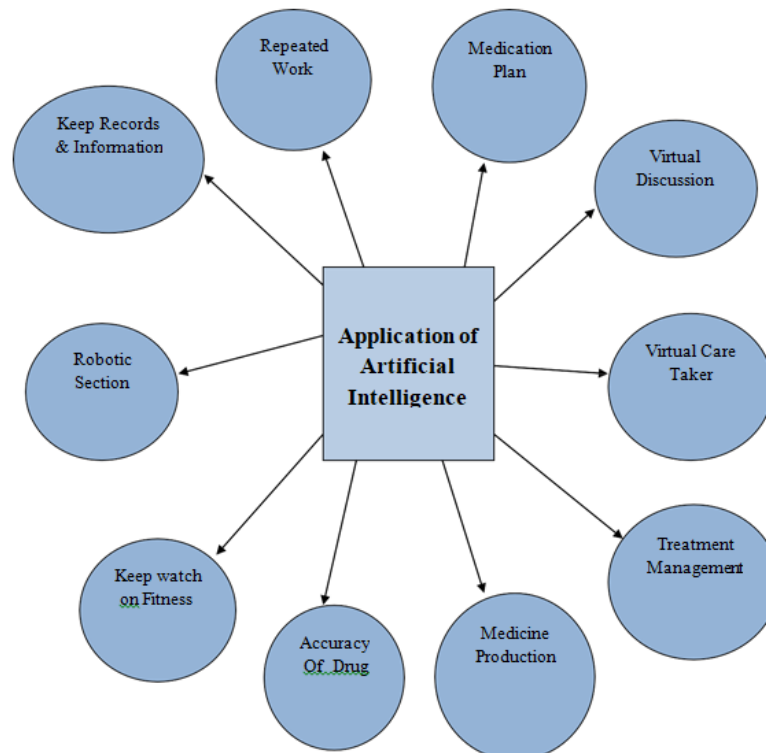 Repeated
Work
Medication
Plan
Keep Records
& Information
Virtual
Discussion
Application of
Artificial
Intelligence
Robotic
Section
Virtual Care
Taker
Treatment
Management
Keep watch
on Fitness
Accuracy
Of Drug
Medicine
Production